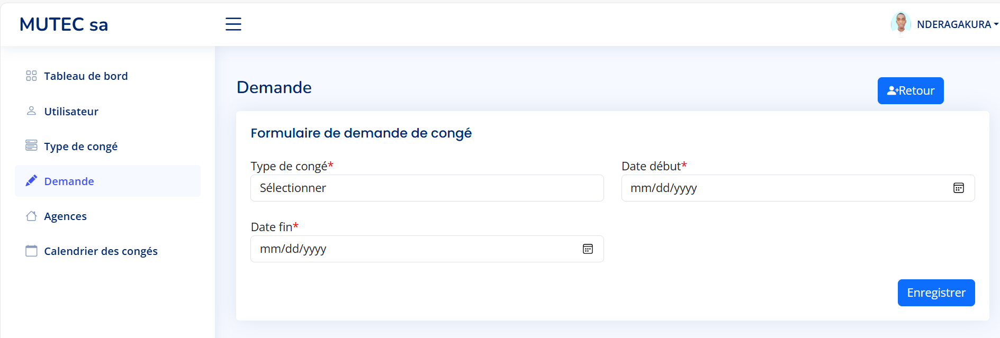 MUTEC sa
NDERAGAKURA
Tableau de bord
Utilisateur
Type de congé
Demande
Agences
Calendrier des congés
Demande
Retour
Formulaire de demande de congé
Type de congé*
Sélectionner
Date début*
mm/dd/yyyy
Date fin*
mm/dd/yyyy
Enregistrer